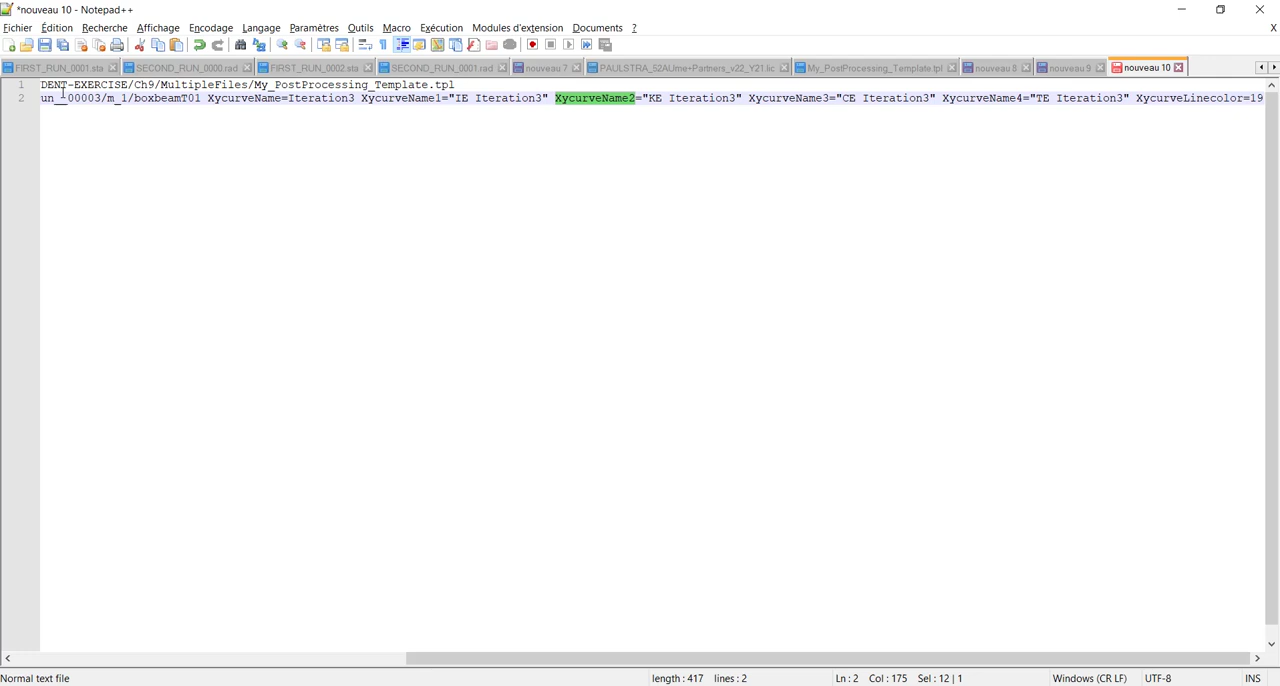 *nouveau 10 - Notepad++
Fichier Édition Recherche Affichage Encodage Langage Paramètres Outils Macro Exécution Modules d'extension Documents ? X
FIRST_RUN_0001.sta SECOND_RUN_0000.rad FIRST_RUN_0002.sta SECOND_RUN_0001.rad nouveau 7 PAULSTRA_52AUme+Partners_v22_Y21.lic My_PostProcessing_Template.tpl nouveau 8 nouveau 9 nouveau 10
1 DENT-EXERCISE/Ch9/MultipleFiles/My_PostProcessing_Template.tpl
2 un__00003/m_1/boxbeamT01 XycurveName=Iteration3 XycurveName1="IE Iteration3" XycurveName2="KE Iteration3" XycurveName3="CE Iteration3" XycurveName4="TE Iteration3" XycurveLinecolor=19
Normal text file length : 417 lines : 2 Ln : 2 Col : 175 Sel : 12 | 1 Windows (CR LF) UTF-8 INS